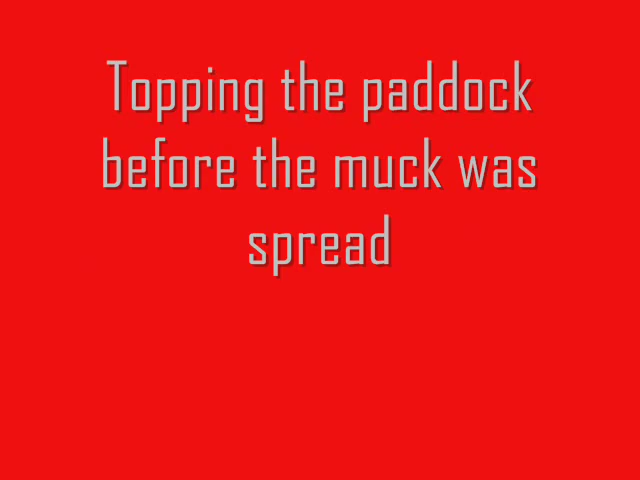 Topping the paddock
before the muck was
spread